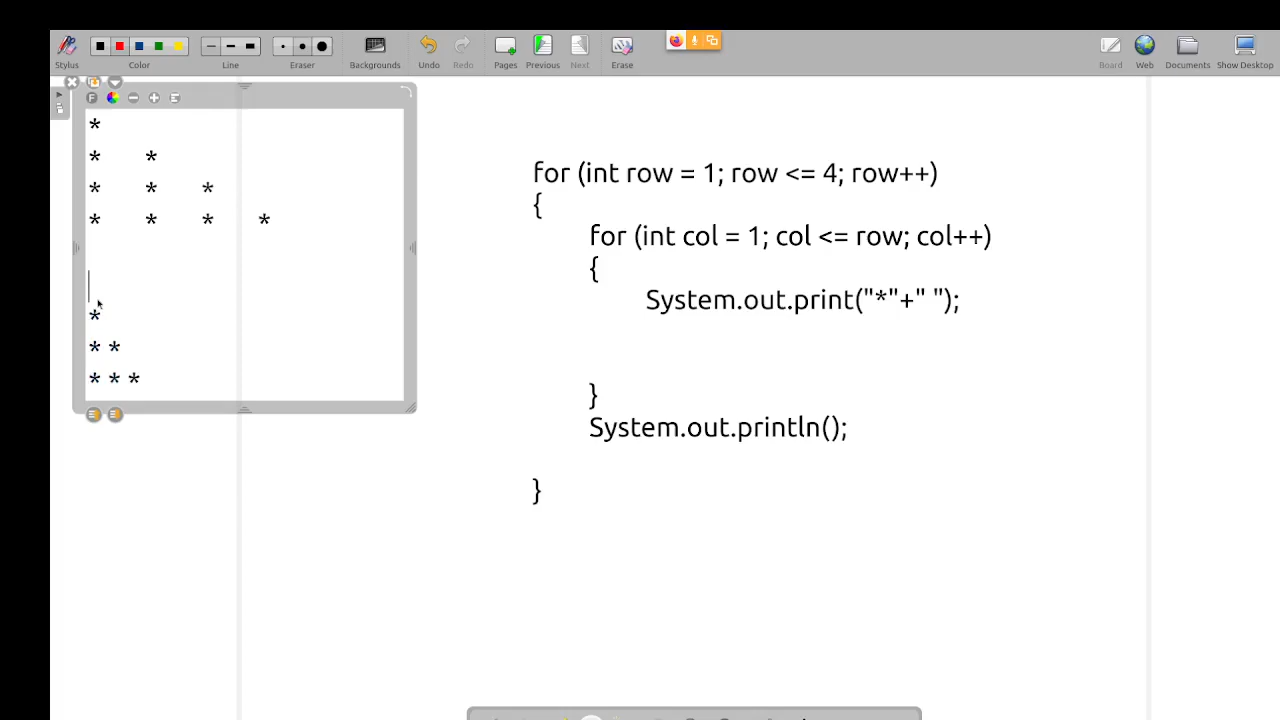 Stylus Color Line Eraser Backgrounds Undo Redo Pages Previous Next Erase Board Web Documents Show Desktop
F
*
* *
* * *
* * * *
*
* *
* * *
for (int row = 1; row <= 4; row++)
{
for (int col = 1; col <= row; col++)
{
System.out.print("*"+" ");
}
System.out.println();
}